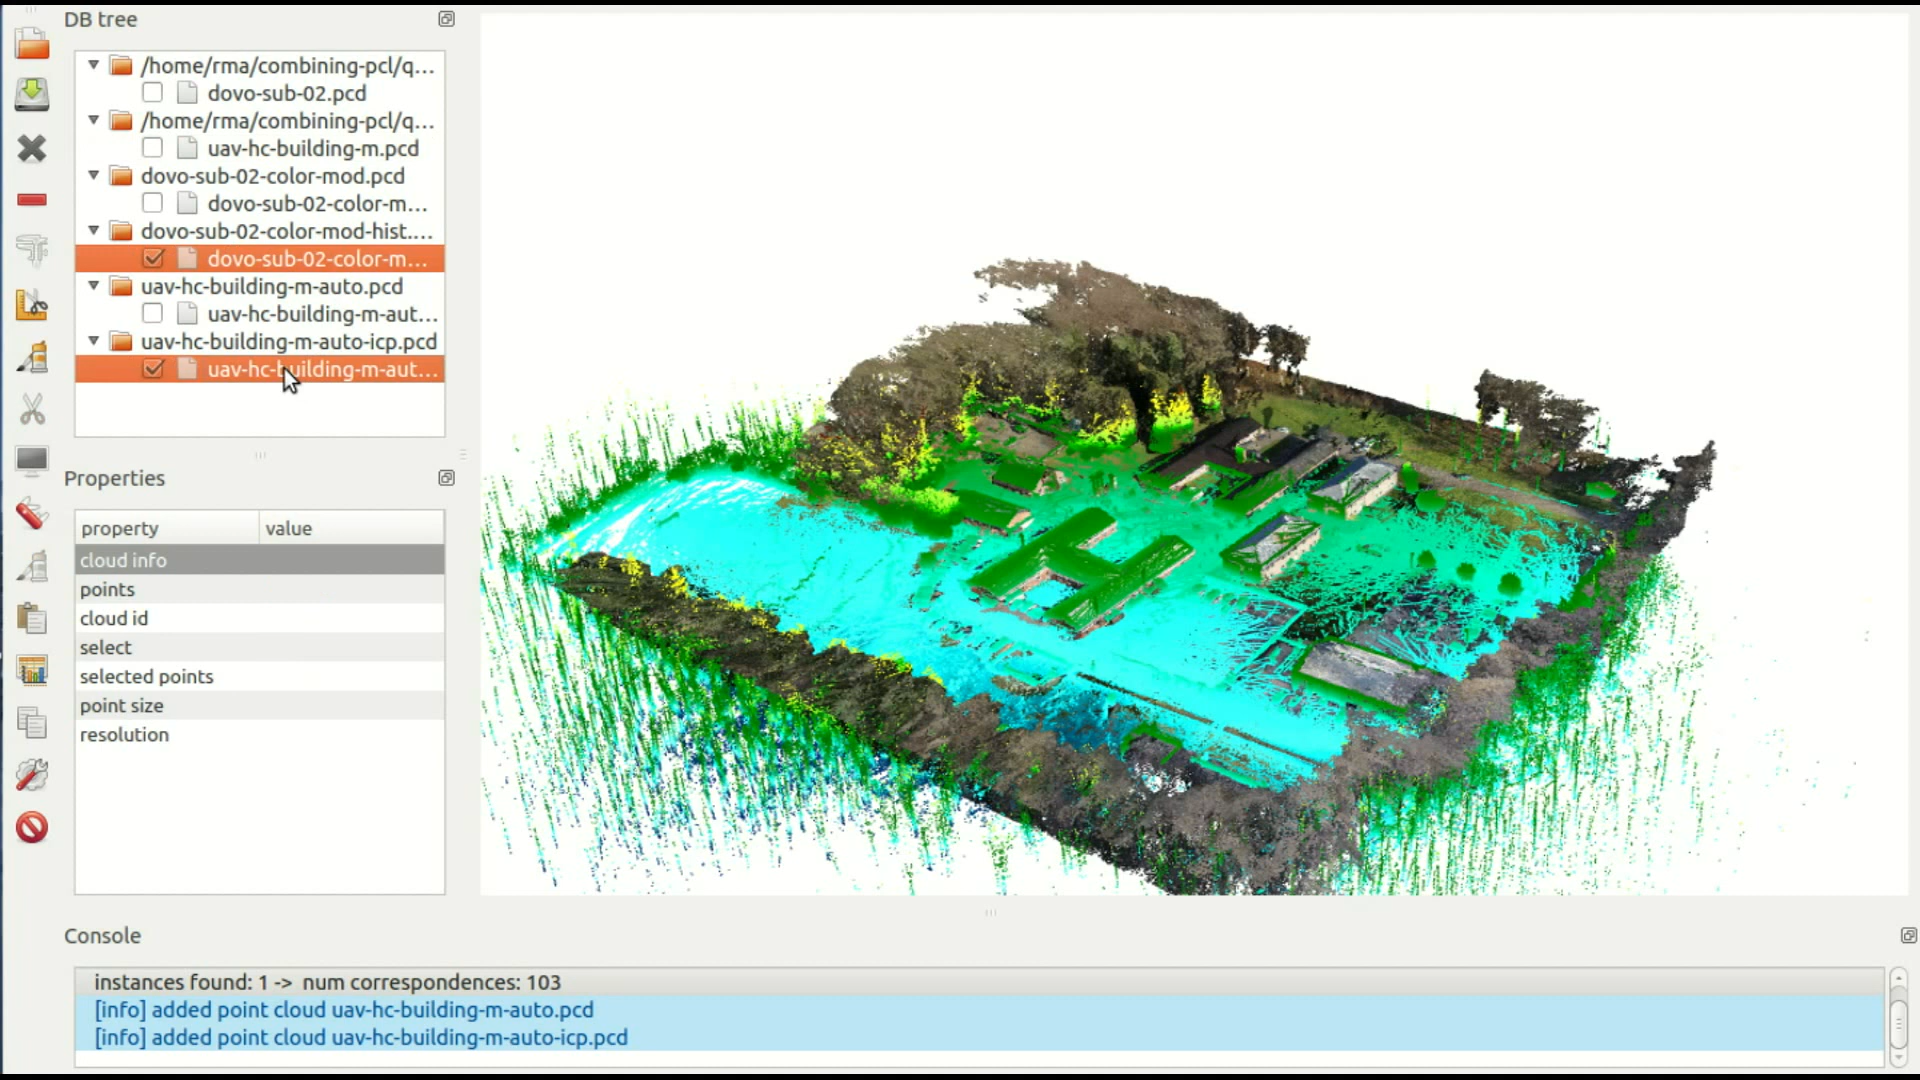 DB tree
/home/rma/combining-pcl/q...
dovo-sub-02.pcd
/home/rma/combining-pcl/q...
uav-hc-building-m.pcd
dovo-sub-02-color-mod.pcd
dovo-sub-02-color-m...
dovo-sub-02-color-mod-hist....
dovo-sub-02-color-m...
uav-hc-building-m-auto.pcd
uav-hc-building-m-aut...
uav-hc-building-m-auto-icp.pcd
uav-hc-building-m-aut...
Properties
property value
cloud info
points
cloud id
select
selected points
point size
resolution
Console
instances found: 1 -> num correspondences: 103
[info] added point cloud uav-hc-building-m-auto.pcd
[info] added point cloud uav-hc-building-m-auto-icp.pcd